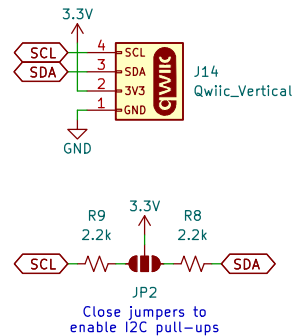 3.3V
SCL 4 SCL
SDA 3 SDA
2 3V3
1 GND
qwiic
J14
Qwiic_Vertical
GND
3.3V
R9
2.2k
R8
2.2k
SCL
SDA
JP2
Close jumpers to
enable I2C pull-ups